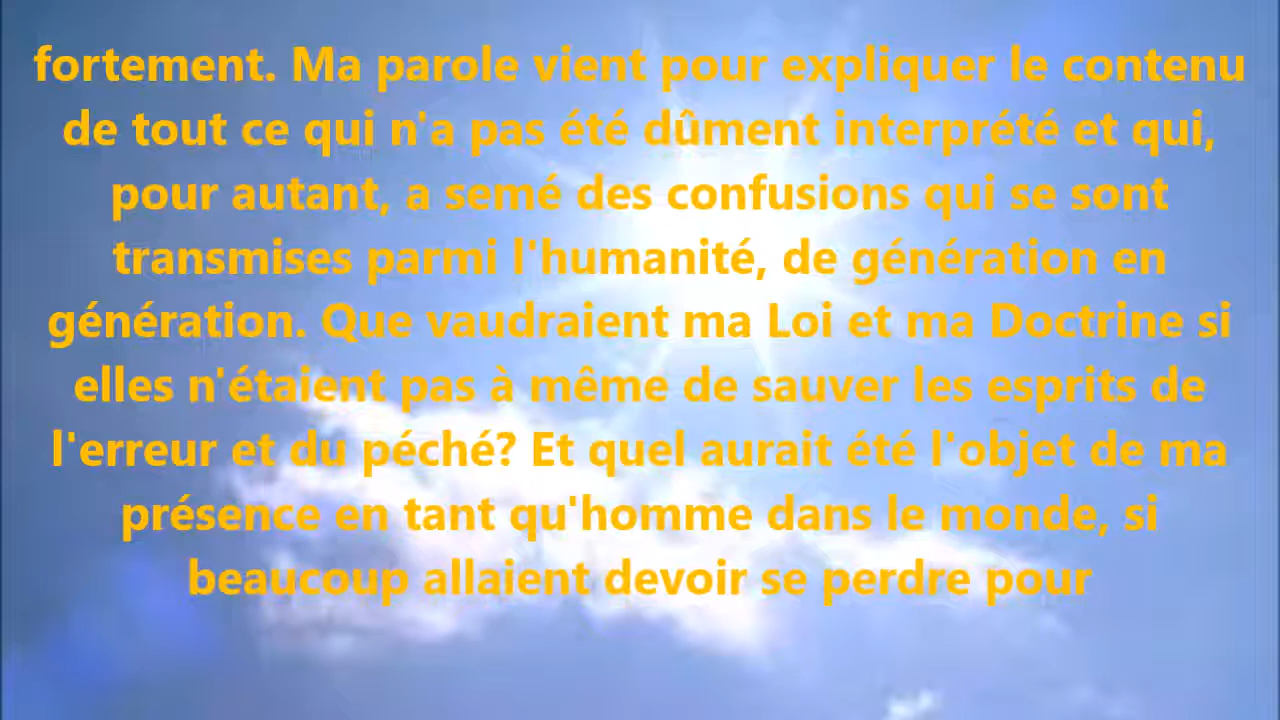 fortement. Ma parole vient pour expliquer le contenu
de tout ce qui n'a pas été dûment interprété et qui,
pour autant, a semé des confusions qui se sont
transmises parmi l'humanité, de génération en
génération. Que vaudraient ma Loi et ma Doctrine si
elles n'étaient pas à même de sauver les esprits de
l'erreur et du péché? Et quel aurait été l'objet de ma
présence en tant qu'homme dans le monde, si
beaucoup allaient devoir se perdre pour